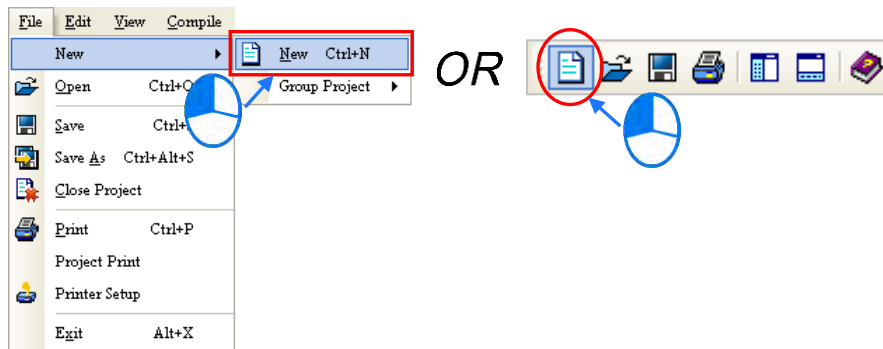 File Edit View Compile
New
New Ctrl+N
Open
Group Project
Save
Save As Ctrl+Alt+S
Close Project
Print Ctrl+P
Project Print
Printer Setup
Exit Alt+X
OR